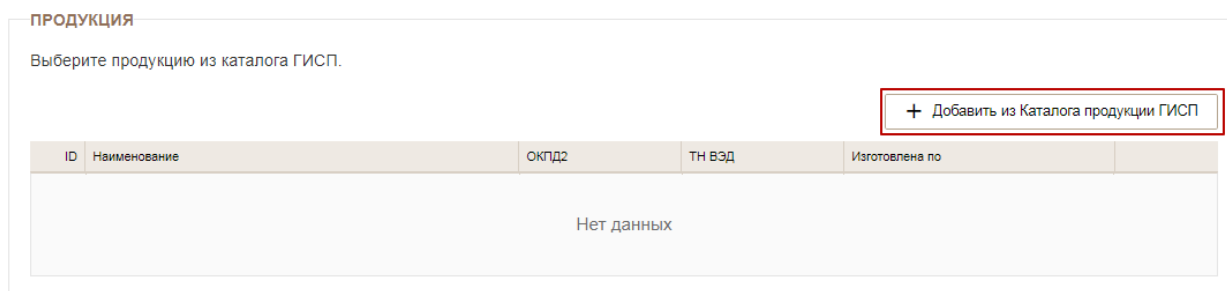 ПРОДУКЦИЯ
Выберите продукцию из каталога ГИСП.
+ Добавить из Каталога продукции ГИСП
ID Наименование ОКПД2 ТН ВЭД Изготовлена по
Нет данных